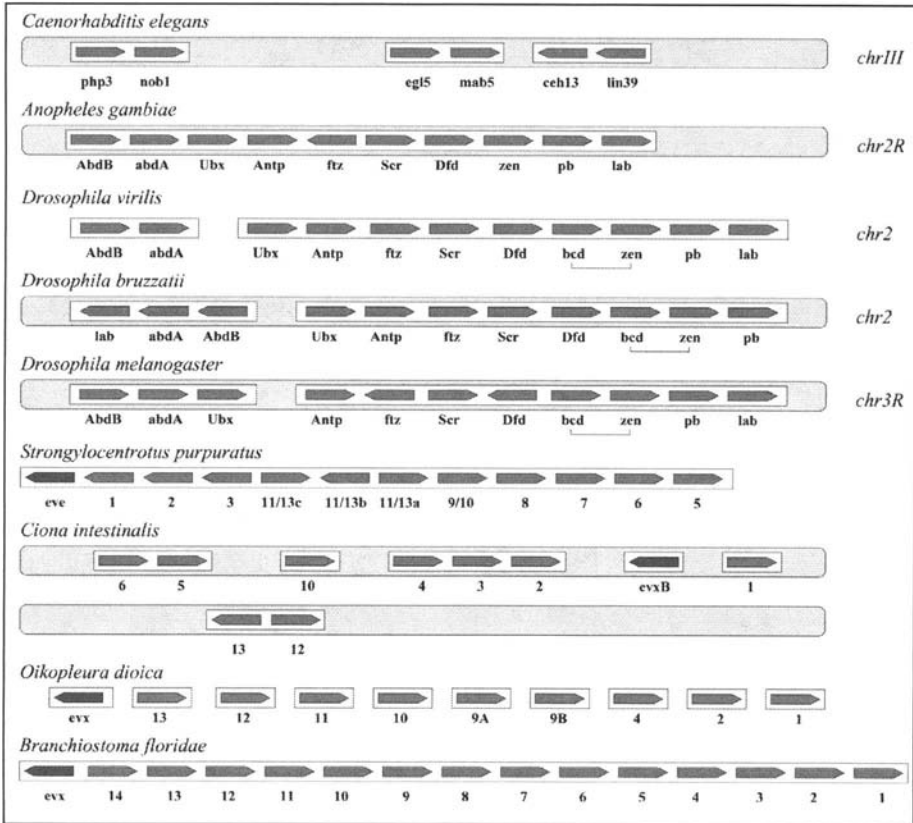 Caenorhabditis elegans
chrIII
php3 nob1 egl5 mab5 ceh13 lin39
Anopheles gambiae
chr2R
AbdB abdA Ubx Antp ftz Scr Dfd zen pb lab
Drosophila virilis
chr2
AbdB abdA Ubx Antp ftz Scr Dfd bcd zen pb lab
Drosophila bruzzatii
chr2
lab abdA AbdB Ubx Antp ftz Scr Dfd bcd zen pb
Drosophila melanogaster
chr3R
AbdB abdA Ubx Antp ftz Scr Dfd bcd zen pb lab
Strongylocentrotus purpuratus
eve 1 2 3 11/13c 11/13b 11/13a 9/10 8 7 6 5
Ciona intestinalis
6 5 10 4 3 2 evxB 1
13 12
Oikopleura dioica
evx 13 12 11 10 9A 9B 4 2 1
Branchiostoma floridae
evx 14 13 12 11 10 9 8 7 6 5 4 3 2 1